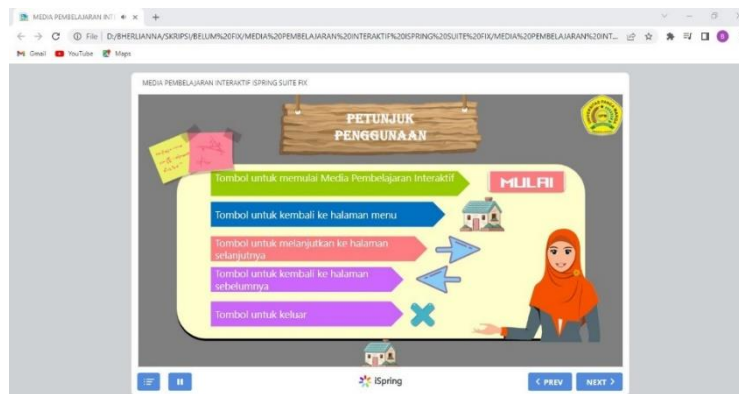 MEDIA PEMBELAJARAN INT
File
D:/BHERLIANNA/SKRIPSI/BELUM%20FIX/MEDIA%20PEMBELAJARAN%20INTERAKTIF%20ISPRING%20SUITE%20FIX/MEDIA%20PEMBELAJARAN%20INT...
Gmail
YouTube
Maps
MEDIA PEMBELAJARAN INTERAKTIF ISPRING SUITE FIX
PETUNJUK
PENGGUNAAN
Tombol untuk memulai Media Pembelajaran Interaktif
MULAI
Tombol untuk kembali ke halaman menu
Tombol untuk melanjutkan ke halaman
selanjutnya
Tombol untuk kembali ke halaman
sebelumnya
Tombol untuk keluar
iSpring
PREV
NEXT